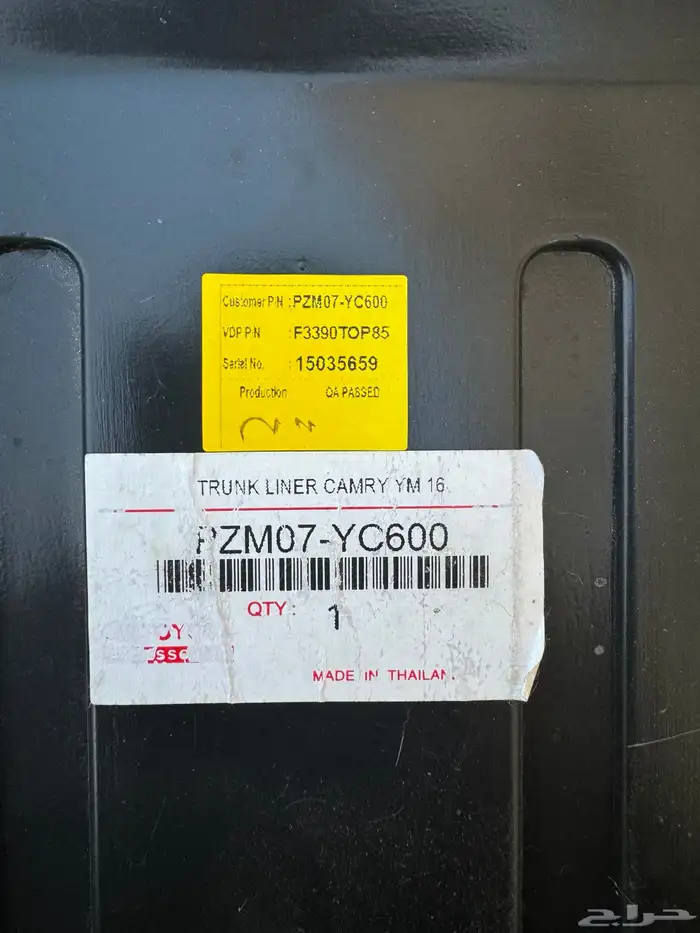 Customer P/N : PZM07-YC600
VDP P.N : F3390TOP85
Serial No. : 15035659
Production QA PASSED
TRUNK LINER CAMRY YM 16
PZM07-YC600
QTY: 1
MADE IN THAILAN
حراج